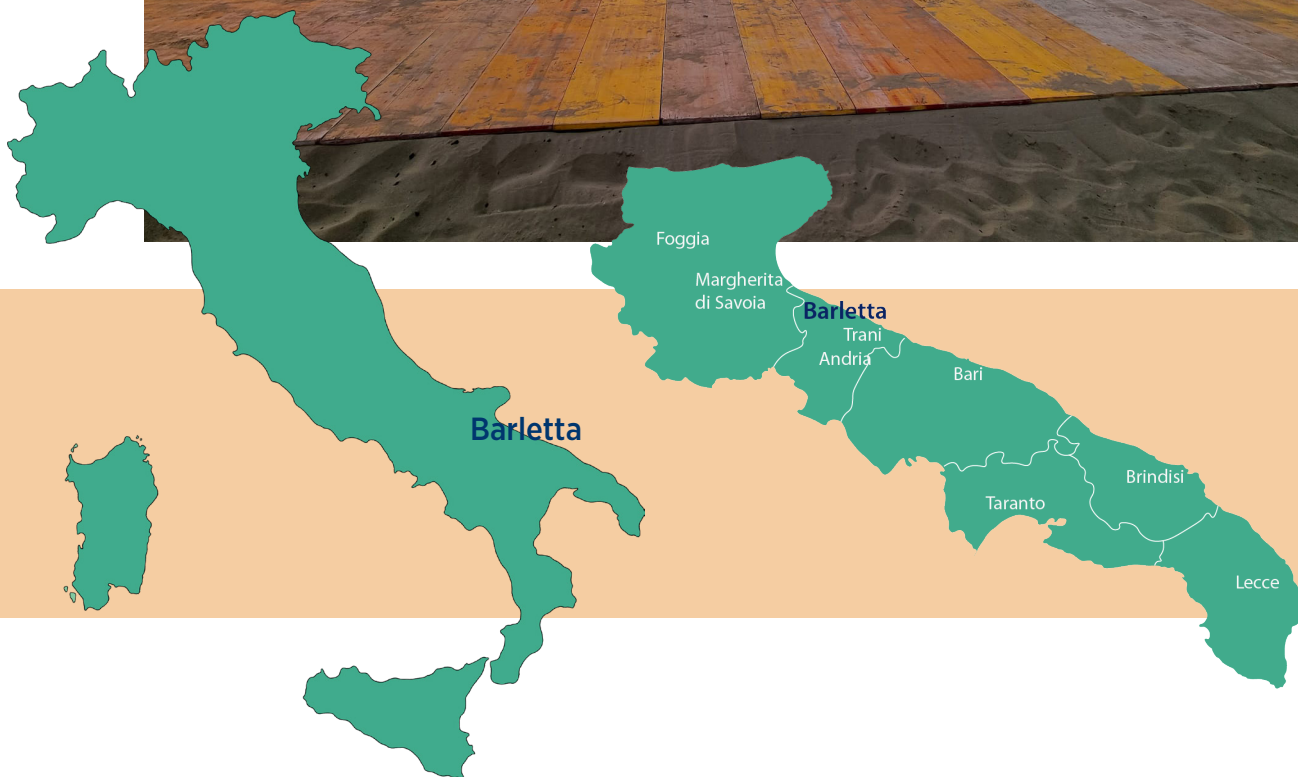 Barletta
Foggia
Margherita
di Savoia
Barletta
Trani
Andria
Bari
Brindisi
Taranto
Lecce